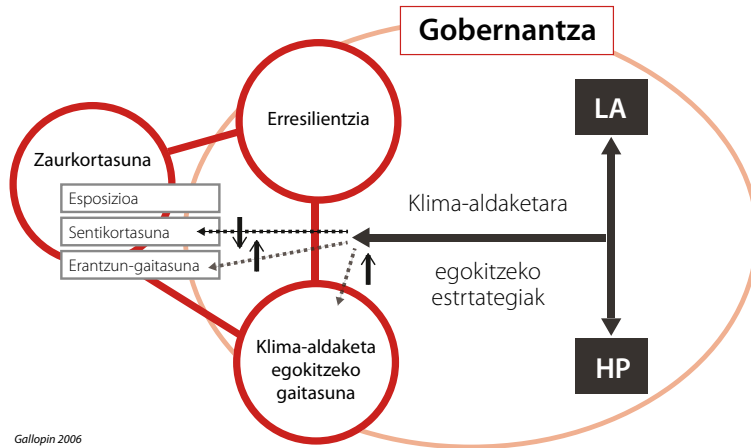 Gobernantza
LA
Erresilientzia
Zaurkortasuna
Esposizioa
Sentikortasuna
Erantzun-gaitasuna
Klima-aldaketara
egokitzeko
estrtategiak
Klima-aldaketa
egokitzeko
gaitasuna
HP
Gallopin 2006